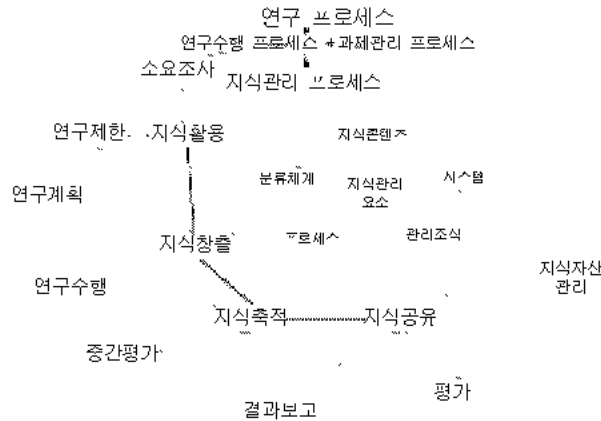 연구 프로세스
연구수행 프로세스 +과제관리 프로세스
소요조사
지식관리 프로세스
연구제한
지식활용
지식콘텐츠
분류체계
지식관리
요소
시스템
연구계획
지식창출
프로세스
관리조식
지식자산
관리
연구수행
지식축적
지식공유
중간평가
평가
결과보고